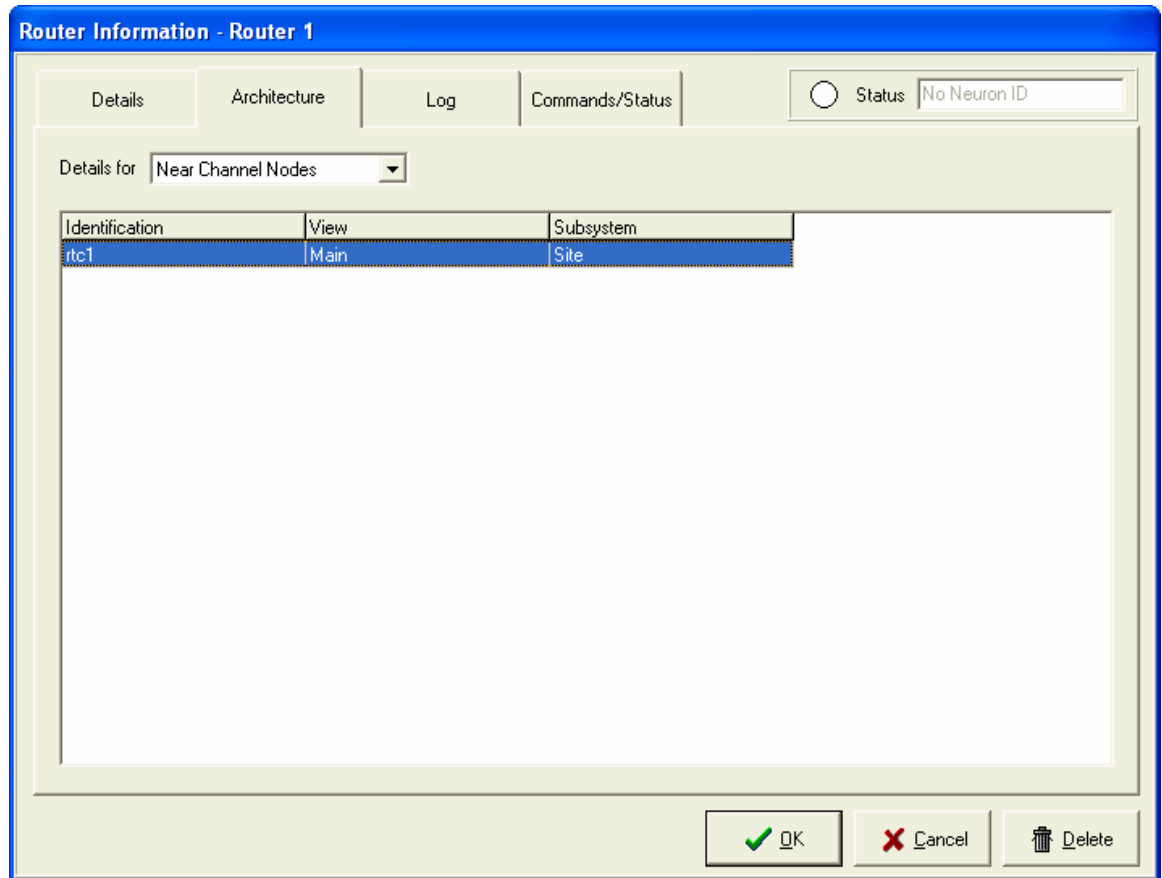 Router Information - Router 1
Details Architecture Log Commands/Status Status No Neuron ID
Details for Near Channel Nodes
Identification View Subsystem
rtc1 Main Site
OK Cancel Delete